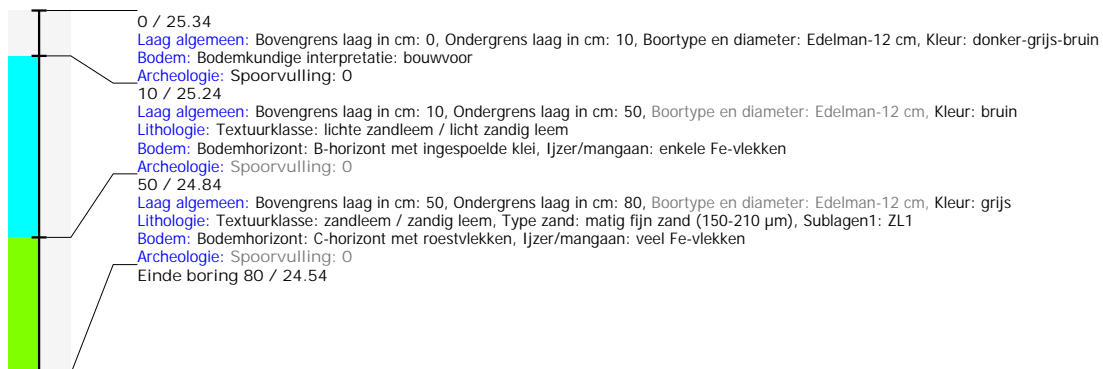 0 / 25.34
Laag algemeen: Bovengrens laag in cm: 0, Ondergrens laag in cm: 10, Boortype en diameter: Edelman-12 cm, Kleur: donker-grijs-bruin
Bodem: Bodemkundige interpretatie: bouwvoor
Archeologie: Spoorvulling: 0
10 / 25.24
Laag algemeen: Bovengrens laag in cm: 10, Ondergrens laag in cm: 50, Boortype en diameter: Edelman-12 cm, Kleur: bruin
Lithologie: Textuurklasse: lichte zandleem / licht zandig leem
Bodem: Bodemhorizont: B-horizont met ingespoelde klei, Ijzer/mangaan: enkele Fe-vlekken
Archeologie: Spoorvulling: 0
50 / 24.84
Laag algemeen: Bovengrens laag in cm: 50, Ondergrens laag in cm: 80, Boortype en diameter: Edelman-12 cm, Kleur: grijs
Lithologie: Textuurklasse: zandleem / zandig leem, Type zand: matig fijn zand (150-210 µm), Sublagen1: ZL1
Bodem: Bodemhorizont: C-horizont met roestvlekken, Ijzer/mangaan: veel Fe-vlekken
Archeologie: Spoorvulling: 0
Einde boring 80 / 24.54